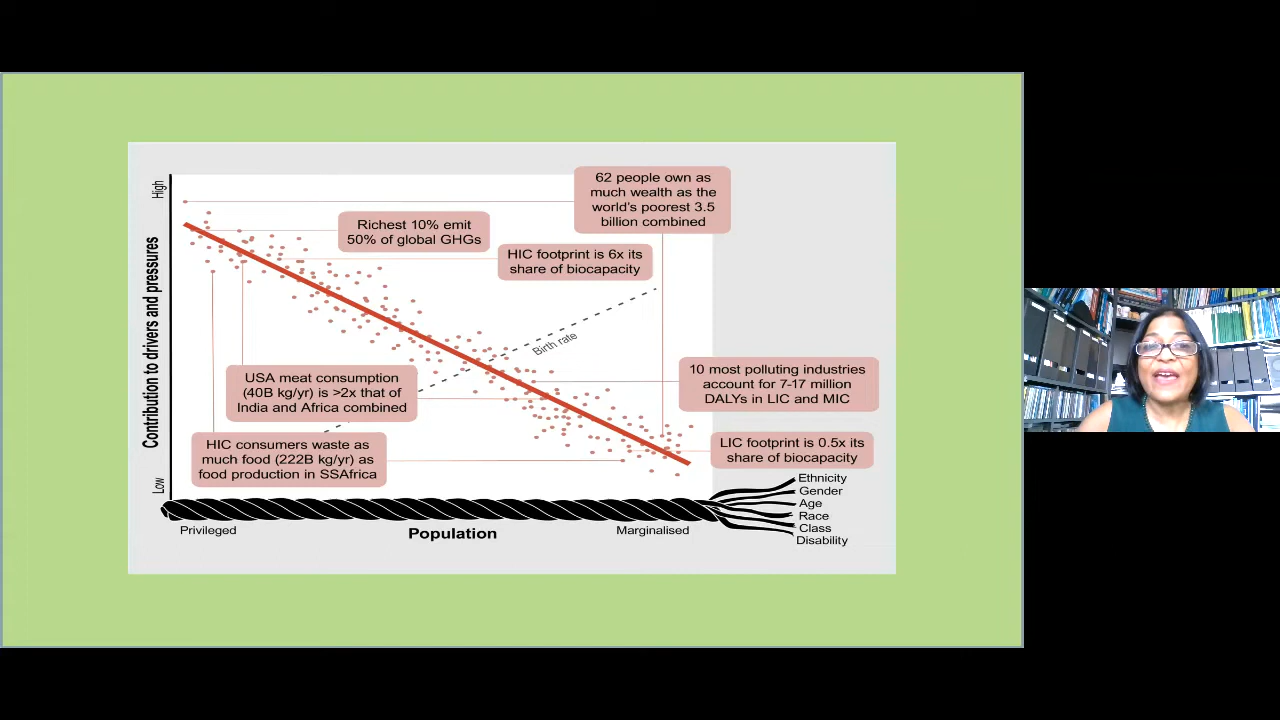 High
Contribution to drivers and pressures
Low
62 people own as
much wealth as the
world's poorest 3.5
billion combined
Richest 10% emit
50% of global GHGs
HIC footprint is 6x its
share of biocapacity
Birth rate
USA meat consumption
(40B kg/yr) is >2x that of
India and Africa combined
10 most polluting industries
account for 7-17 million
DALYs in LIC and MIC
HIC consumers waste as
much food (222B kg/yr) as
food production in SSAfrica
LIC footprint is 0.5x its
share of biocapacity
Ethnicity
Gender
Age
Race
Class
Disability
Privileged
Population
Marginalised